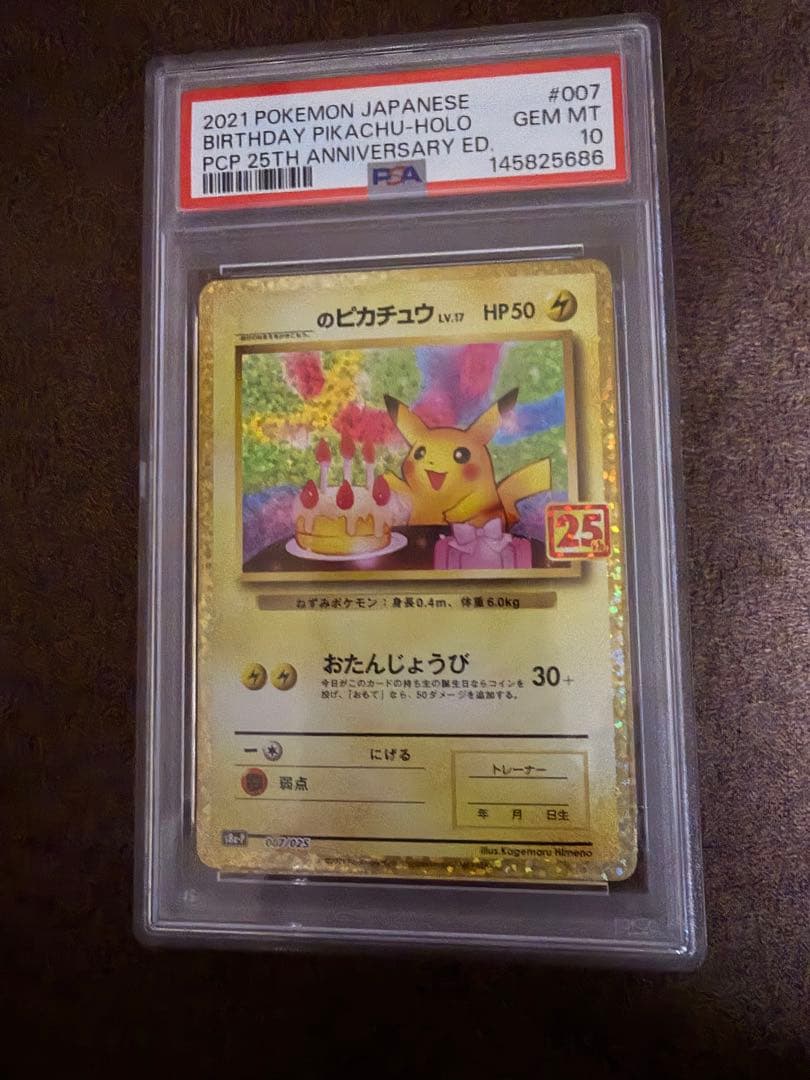 2021 POKEMON JAPANESE #007
BIRTHDAY PIKACHU-HOLO GEM MT
PCP 25TH ANNIVERSARY ED. 10
PSA 145825686
のピカチュウ LV.17 HP50
25
ねずみポケモン：身長0.4m、体重6.0kg
おたんじょうび 30+
今日がこのカードの持ち主の誕生日ならコインを
投げ、「おもて」なら、50ダメージを追加する。
にげる
弱点
トレーナー
年 月 日生
007/025
illus.Kagemaru Himeno